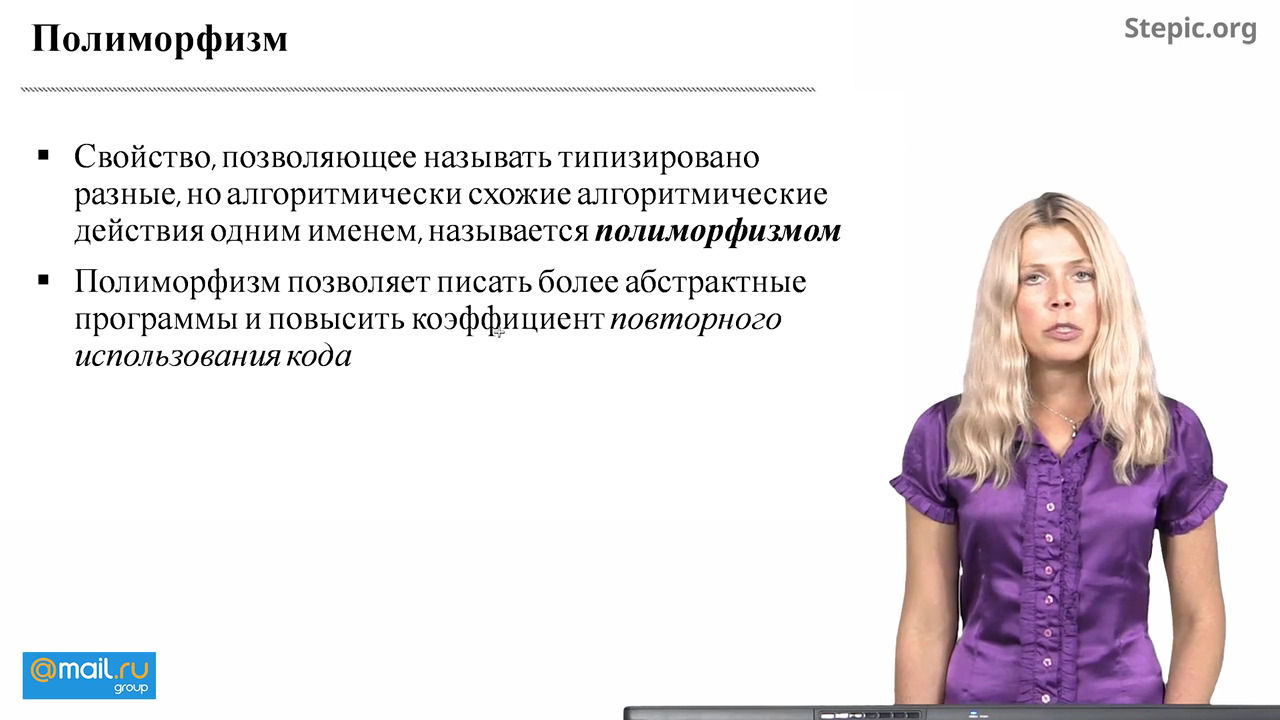 Полиморфизм
Stepic.org
▪ Свойство, позволяющее называть типизировано
разные, но алгоритмически схожие алгоритмические
действия одним именем, называется полиморфизмом
▪ Полиморфизм позволяет писать более абстрактные
программы и повысить коэффициент повторного
использования кода
@mail.ru
group